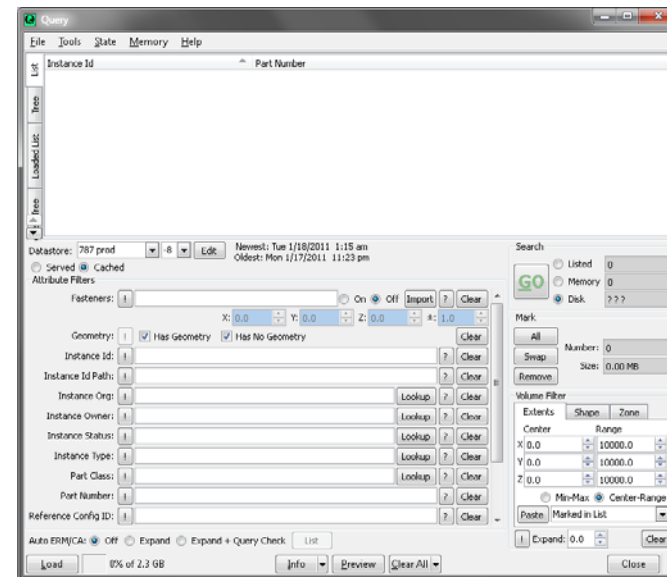 Query
File Tools State Memory Help
List
Tree
Loaded List
Tree
Instance Id Part Number
Datastore: 787 prod -8 Edit Newest: Tue 1/18/2011 1:15 am
Oldest: Mon 1/17/2011 11:23 pm
Served Cached
Attribute Filters
Fasteners: ! On Off Import ? Clear
X: 0.0 Y: 0.0 Z: 0.0 ±: 1.0
Geometry: ! Has Geometry Has No Geometry Clear
Instance Id: ! ? Clear
Instance Id Path: ! ? Clear
Instance Org: ! Lookup ? Clear
Instance Owner: ! Lookup ? Clear
Instance Status: ! Lookup ? Clear
Instance Type: ! Lookup ? Clear
Part Class: ! Lookup ? Clear
Part Number: ! ? Clear
Reference Config ID: ! ? Clear
Auto ERM/CA: Off Expand Expand + Query Check List
Load 0% of 2.3 GB Info Preview Clear All
Search
GO
Listed 0
Memory 0
Disk ???
Mark
All
Swap
Remove
Number: 0
Size: 0.00 MB
Volume Filter
Extents Shape Zone
Center Range
X 0.0 10000.0
Y 0.0 10000.0
Z 0.0 10000.0
Min-Max Center-Range
Paste Marked in List
! Expand: 0.0 Clear
Close